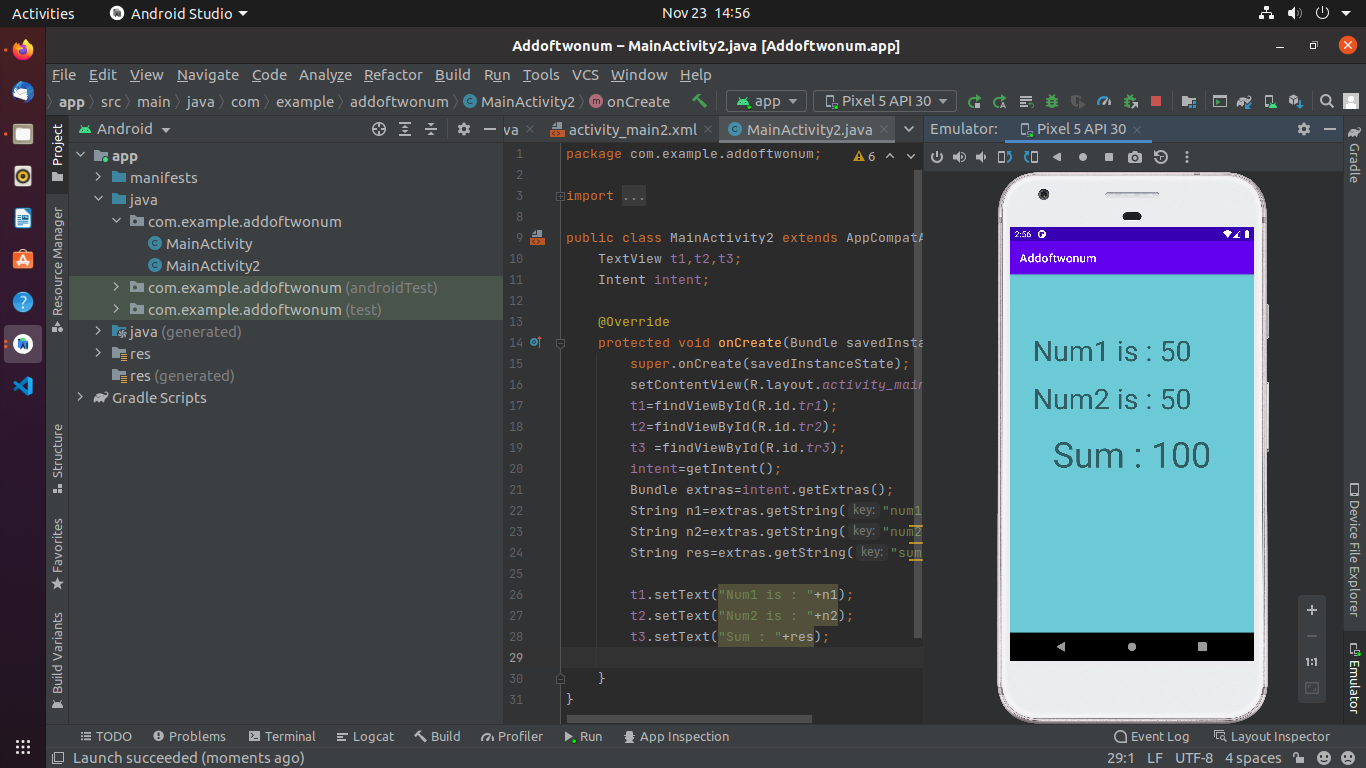 Activities
Android Studio
Nov 23 14:56
Addoftwonum – MainActivity2.java [Addoftwonum.app]
File Edit View Navigate Code Analyze Refactor Build Run Tools VCS Window Help
app src main java com example addoftwonum MainActivity2 onCreate app Pixel 5 API 30
Project
Resource Manager
Structure
Favorites
Build Variants
Android
app
manifests
java
com.example.addoftwonum
MainActivity
MainActivity2
com.example.addoftwonum (androidTest)
com.example.addoftwonum (test)
java (generated)
res
res (generated)
Gradle Scripts
va activity_main2.xml MainActivity2.java
6
1 package com.example.addoftwonum;
2
3 import ...
8
9 public class MainActivity2 extends AppCompatA
10 TextView t1,t2,t3;
11 Intent intent;
12
13 @Override
14 protected void onCreate(Bundle savedInsta
15 super.onCreate(savedInstanceState);
16 setContentView(R.layout.activity_main
17 t1=findViewById(R.id.tr1);
18 t2=findViewById(R.id.tr2);
19 t3 =findViewById(R.id.tr3);
20 intent=getIntent();
21 Bundle extras=intent.getExtras();
22 String n1=extras.getString( key: "num1
23 String n2=extras.getString( key: "num2
24 String res=extras.getString( key: "sum
25
26 t1.setText("Num1 is : "+n1);
27 t2.setText("Num2 is : "+n2);
28 t3.setText("Sum : "+res);
29
30 }
31 }
Emulator: Pixel 5 API 30
2:56
Addoftwonum
Num1 is : 50
Num2 is : 50
Sum : 100
1:1
Gradle
Device File Explorer
Emulator
TODO Problems Terminal Logcat Build Profiler Run App Inspection Event Log Layout Inspector
Launch succeeded (moments ago) 29:1 LF UTF-8 4 spaces